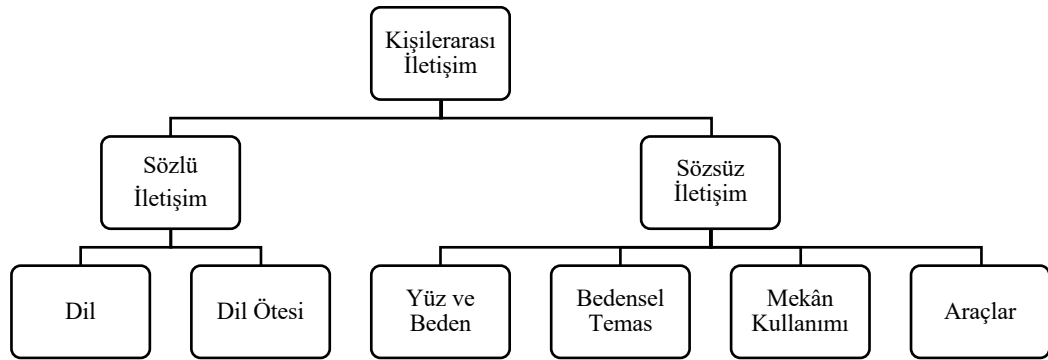 Kişilerarası
İletişim
Sözlü
İletişim
Sözsüz
İletişim
Dil
Dil Ötesi
Yüz ve
Beden
Bedensel
Temas
Mekân
Kullanımı
Araçlar